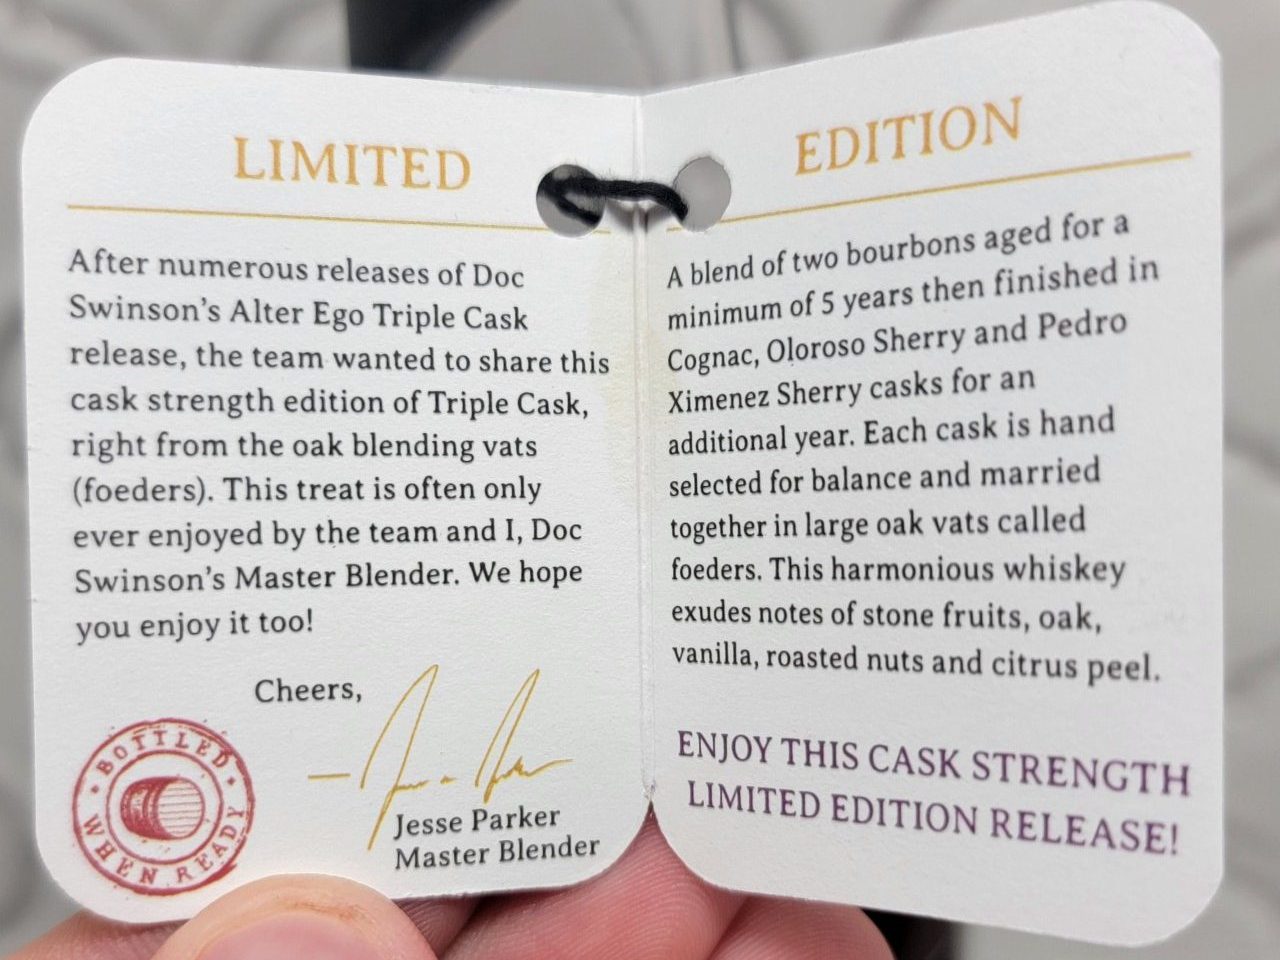 LIMITED
After numerous releases of Doc
Swinson's Alter Ego Triple Cask
release, the team wanted to share this
cask strength edition of Triple Cask,
right from the oak blending vats
(foeders). This treat is often only
ever enjoyed by the team and I, Doc
Swinson's Master Blender. We hope
you enjoy it too!
Cheers,
Jesse Parker
Master Blender
BOTTLED
WHEN READY
EDITION
A blend of two bourbons aged for a
minimum of 5 years then finished in
Cognac, Oloroso Sherry and Pedro
Ximenez Sherry casks for an
additional year. Each cask is hand
selected for balance and married
together in large oak vats called
foeders. This harmonious whiskey
exudes notes of stone fruits, oak,
vanilla, roasted nuts and citrus peel.
ENJOY THIS CASK STRENGTH
LIMITED EDITION RELEASE!